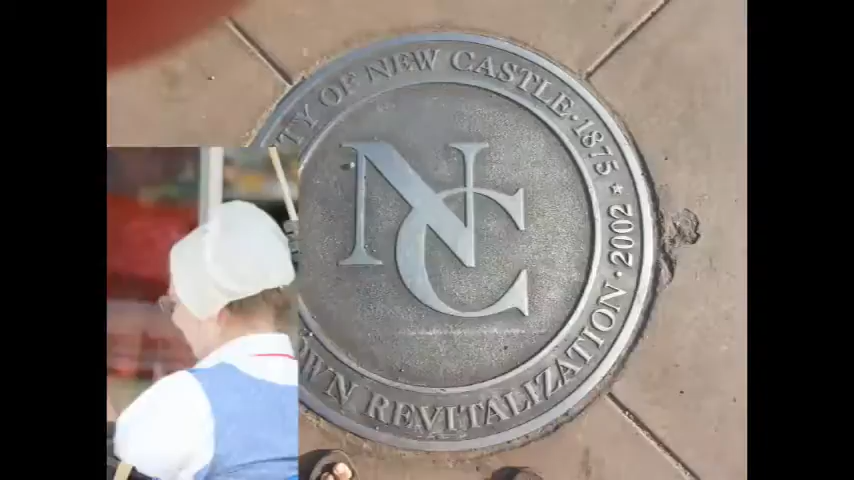 OF NEW CASTLE · 1875 * 2002 ·
NC
REVITALIZATION